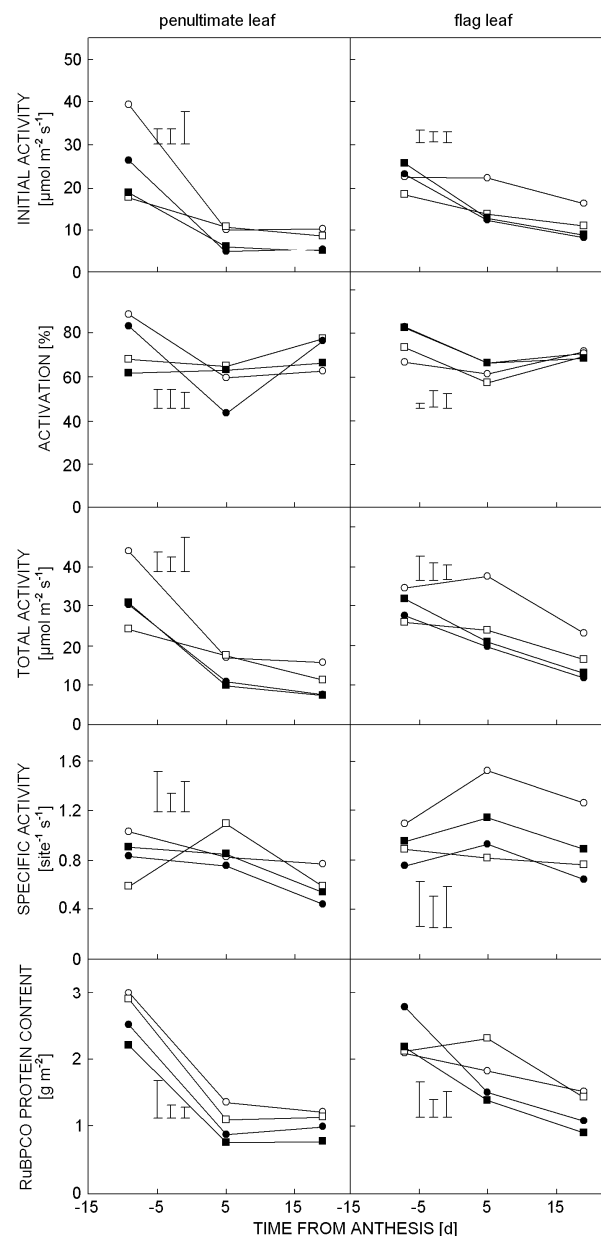 penultimate leaf flag leaf
INITIAL ACTIVITY
[µmol m⁻² s⁻¹]
50
40
30
20
10
0
ACTIVATION [%]
80
60
40
20
0
TOTAL ACTIVITY
[µmol m⁻² s⁻¹]
40
30
20
10
0
SPECIFIC ACTIVITY
[site⁻¹ s⁻¹]
1.6
1.2
0.8
0.4
0
RuBPCO PROTEIN CONTENT
[g m⁻²]
3
2
1
0
-15 -5 5 15 -15 -5 5 15
TIME FROM ANTHESIS [d]